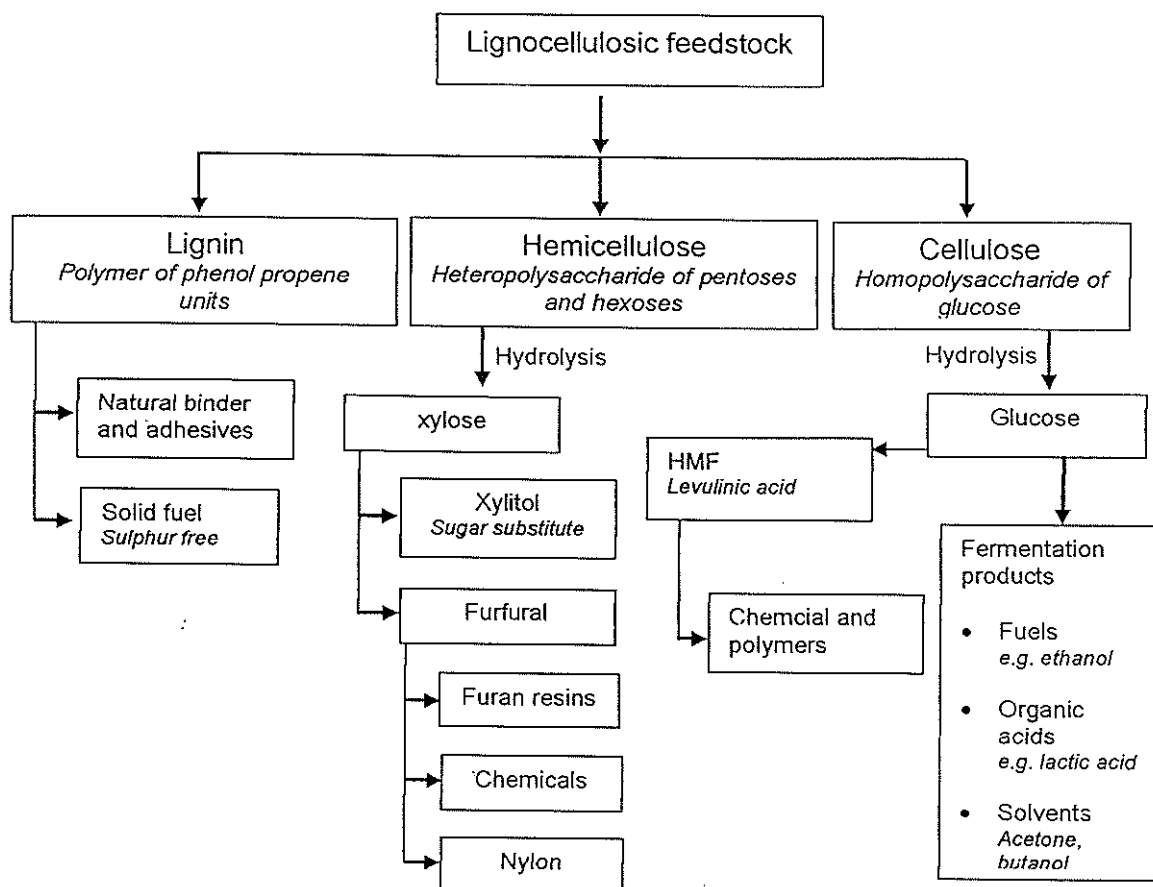 Lignocellulosic feedstock
Lignin
Polymer of phenol propene
units
Hemicellulose
Heteropolysaccharide of pentoses
and hexoses
Cellulose
Homopolysaccharide of
glucose
Hydrolysis
Hydrolysis
Natural binder
and adhesives
Solid fuel
Sulphur free
xylose
Xylitol
Sugar substitute
Furfural
Furan resins
Chemicals
Nylon
Glucose
HMF
Levulinic acid
Chemcial and
polymers
Fermentation
products
• Fuels
e.g. ethanol
• Organic
acids
e.g. lactic acid
• Solvents
Acetone,
butanol